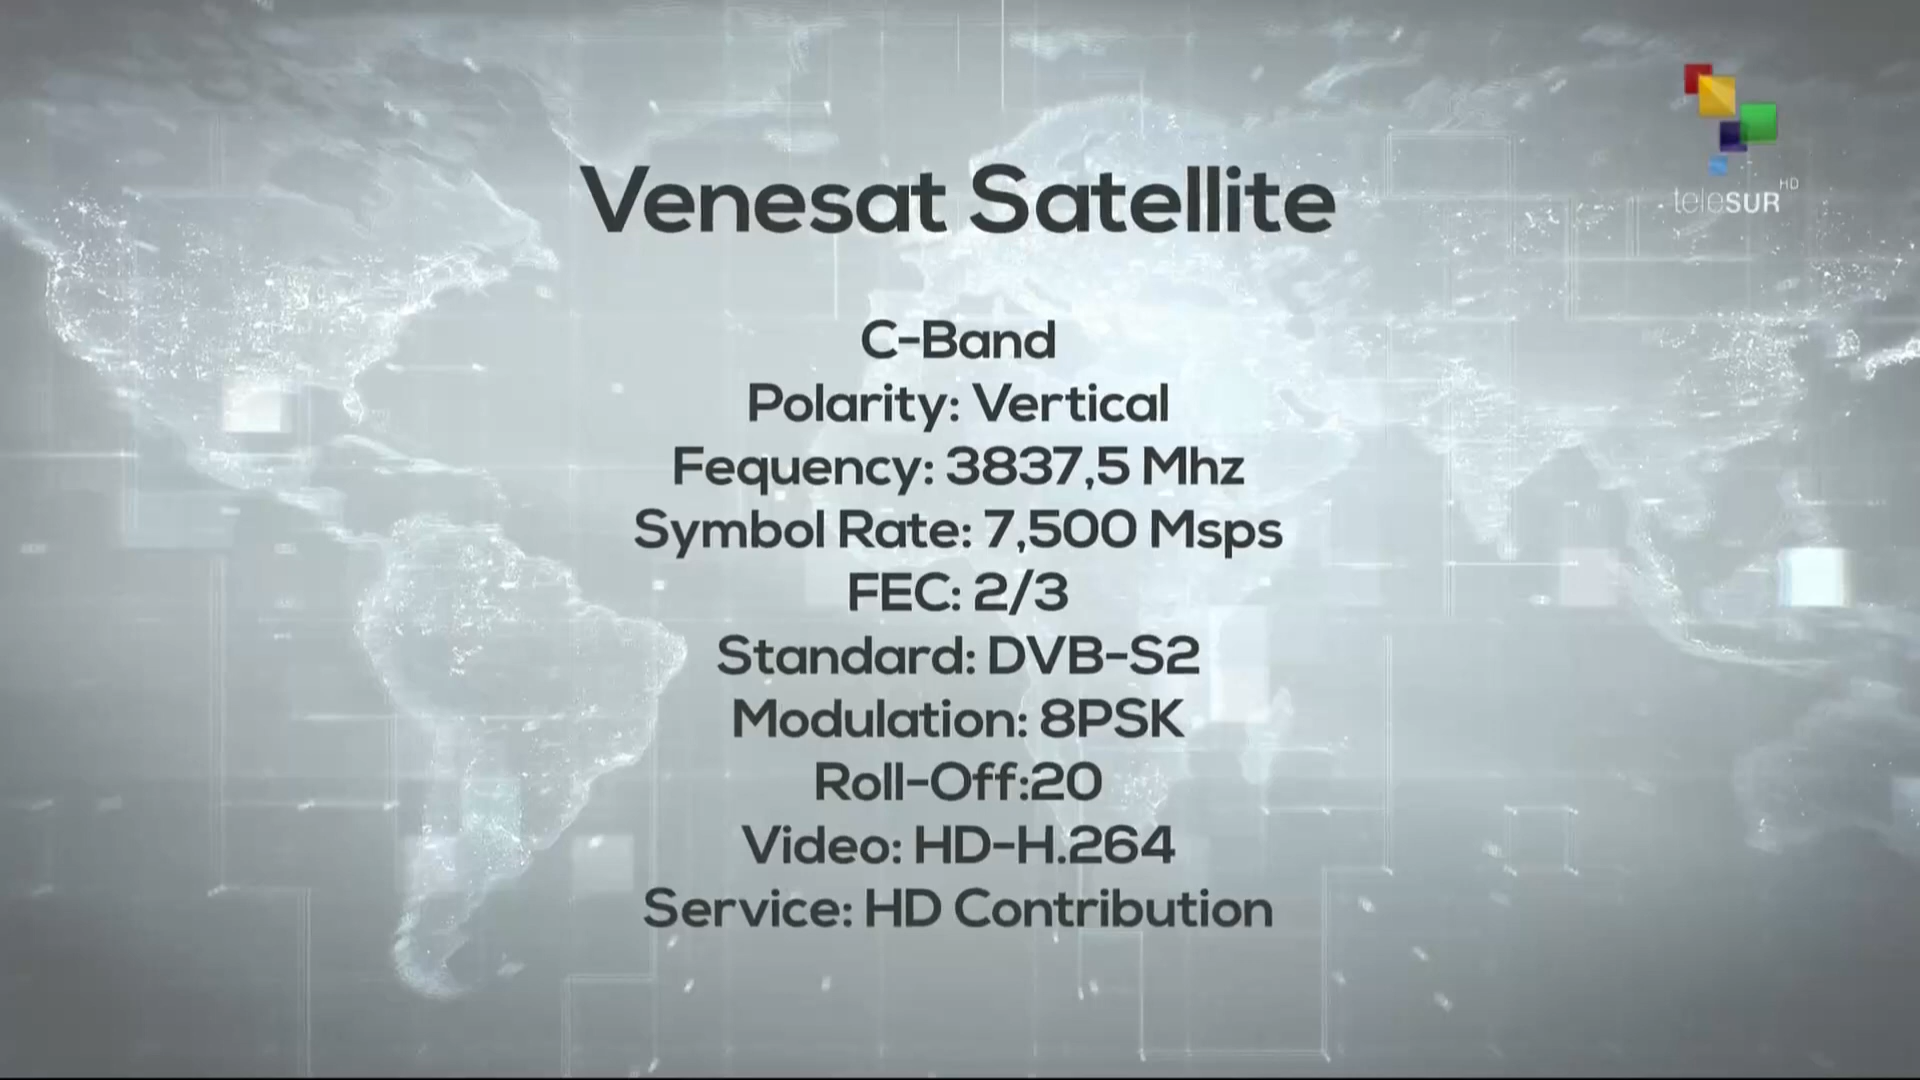 Venesat Satellite
teleSUR HD
C-Band
Polarity: Vertical
Fequency: 3837,5 Mhz
Symbol Rate: 7,500 Msps
FEC: 2/3
Standard: DVB-S2
Modulation: 8PSK
Roll-Off:20
Video: HD-H.264
Service: HD Contribution